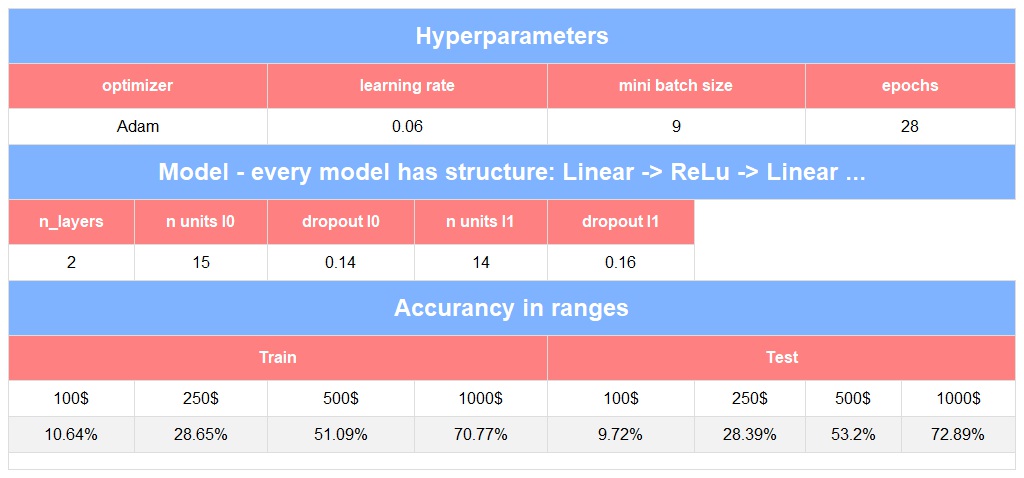 Hyperparameters
optimizer learning rate mini batch size epochs
Adam 0.06 9 28
Model - every model has structure: Linear -> ReLu -> Linear ...
n_layers n units l0 dropout l0 n units l1 dropout l1
2 15 0.14 14 0.16
Accurancy in ranges
Train Test
100$ 250$ 500$ 1000$ 100$ 250$ 500$ 1000$
10.64% 28.65% 51.09% 70.77% 9.72% 28.39% 53.2% 72.89%